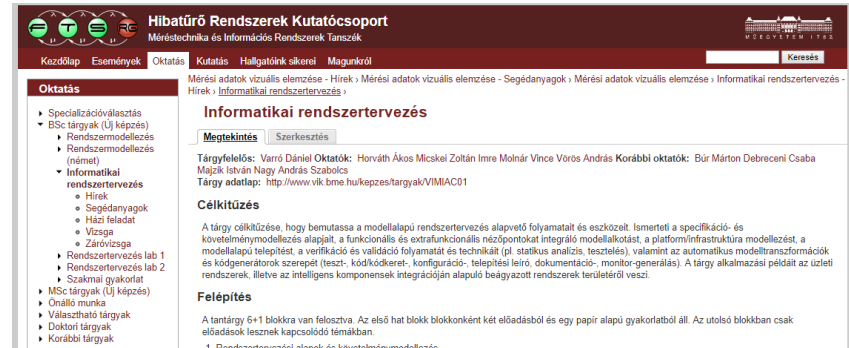 FTSRG
Hibatűrő Rendszerek Kutatócsoport
Méréstechnika és Információs Rendszerek Tanszék
MŰEGYETEM 1782
Kezdőlap Események Oktatás Kutatás Hallgatóink sikerei Magunkról
Keresés
Oktatás
Specializációválasztás
BSc tárgyak (Új képzés)
Rendszermodellezés
Rendszermodellezés
(német)
Informatikai
rendszertervezés
Hírek
Segédanyagok
Házi feladat
Vizsga
Záróvizsga
Rendszertervezés lab 1
Rendszertervezés lab 2
Szakmai gyakorlat
MSc tárgyak (Új képzés)
Önálló munka
Választható tárgyak
Doktori tárgyak
Korábbi tárgyak
Mérési adatok vizuális elemzése - Hírek › Mérési adatok vizuális elemzése - Segédanyagok › Mérési adatok vizuális elemzése › Informatikai rendszertervezés -
Hírek › Informatikai rendszertervezés ›
Informatikai rendszertervezés
Megtekintés Szerkesztés
Tárgyfelelős: Varró Dániel Oktatók: Horváth Ákos Micskei Zoltán Imre Molnár Vince Vörös András Korábbi oktatók: Búr Márton Debreceni Csaba
Majzik István Nagy András Szabolcs
Tárgy adatlap: http://www.vik.bme.hu/kepzes/targyak/VIMIAC01
Célkitűzés
A tárgy célkitűzése, hogy bemutassa a modellalapú rendszertervezés alapvető folyamatait és eszközeit. Ismerteti a specifikáció- és
követelménymodellezés alapjait, a funkcionális és extrafunkcionális nézőpontokat integráló modellalkotást, a platform/infrastruktúra modellezést, a
modellalapú telepítést, a verifikáció és validáció folyamatát és technikáit (pl. statikus analízis, tesztelés), valamint az automatikus modelltranszformációk
és kódgenerátorok szerepét (teszt-, kód/kódkeret-, konfiguráció-, telepítési leíró, dokumentáció-, monitor-generálás). A tárgy alkalmazási példáit az üzleti
rendszerek, illetve az intelligens komponensek integrációján alapuló beágyazott rendszerek területéről veszi.
Felépítés
A tantárgy 6+1 blokkra van felosztva. Az első hat blokk blokkonként két előadásból és egy papír alapú gyakorlatból áll. Az utolsó blokkban csak
előadások lesznek kapcsolódó témákban.
1. Rendszertervezési alapok és követelménymodellezés